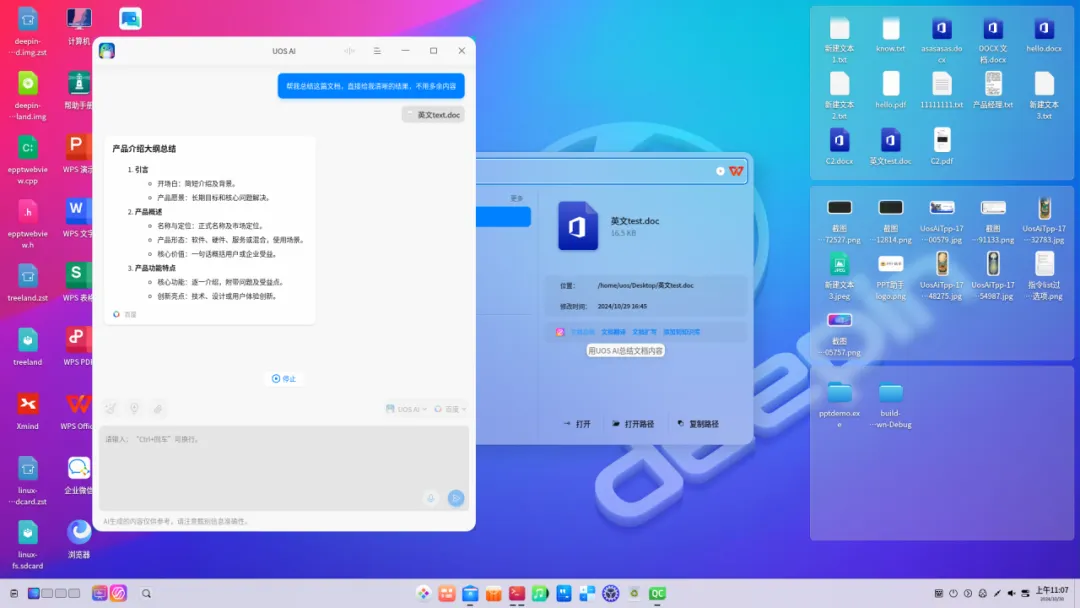 deepin-
···d.img.zst
计算机
deepin-
···land.img
帮助手册
epptwebvie
w.cpp
WPS 演示
epptwebvie
w.h
WPS 文字
treeland.zst
WPS 表格
treeland
WPS PDF
Xmind
WPS Offic
linux-
···dcard.zst
企业微信
linux-
fs.sdcard
浏览器
UOS AI
帮我总结这篇文档，直接给我清晰的结果，不用多余内容
英文text.doc
产品介绍大纲总结
1. 引言
开场白：简短介绍及背景。
产品愿景：长期目标和核心问题解决。
2. 产品概述
名称与定位：正式名称及市场定位。
产品形态：软件、硬件、服务或混合，使用场景。
核心价值：一句话概括用户或企业受益。
3. 产品功能特点
核心功能：逐一介绍，附带问题及受益点。
创新亮点：技术、设计或用户体验创新。
百度
停止
UOS AI
百度
请输入；“Ctrl+回车”可换行。
AI生成的内容仅供参考，请注意甄别信息准确性。
更多
英文test.doc
16.5 KB
位置：
/home/uos/Desktop/英文test.doc
修改时间：
2024/10/29 16:45
文档总结
文档翻译
文档扩写
添加到知识库
用UOS AI总结文档内容
打开
打开路径
复制路径
新建文本
1.txt
know.txt
asasasas.do
cx
DOCX 文
档.docx
hello.docx
新建文本
2.txt
hello.pdf
11111111.txt
产品经理.txt
新建文本
3.txt
C2.docx
英文test.doc
C2.pdf
截图
···72527.png
截图
···12814.png
UosAiTpp-17
···00579.jpg
截图
···91133.png
UosAiTpp-17
···32783.jpg
新建文本
3.jpeg
PPT助手
logo.png
UosAiTpp-17
···48275.jpg
UosAiTpp-17
···54987.jpg
指令list过
···选项.png
截图
···05757.png
pptdemo.ex
e
build-
···wn-Debug
deepin
上午11:07